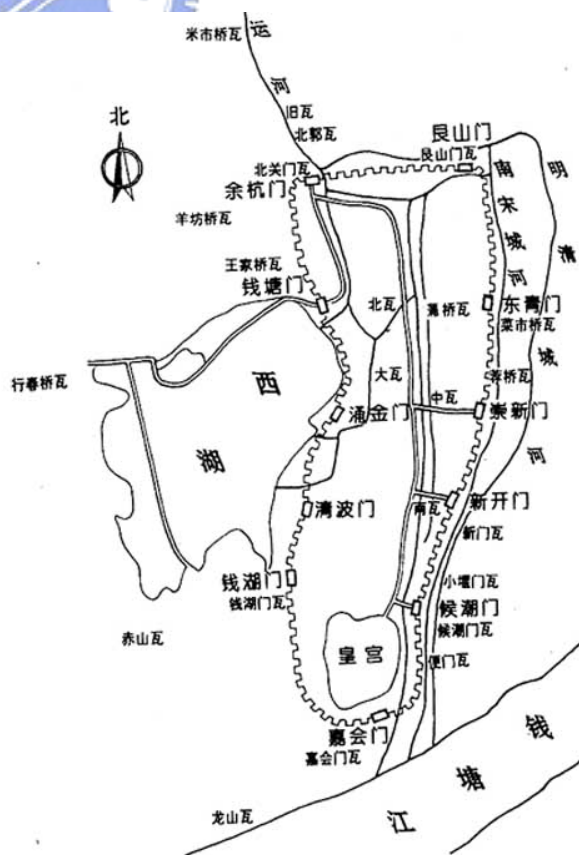 米市桥瓦
运河
旧瓦
北郭瓦
北
艮山门
艮山门瓦
北关门瓦
余杭门
南宋城河
明清城河
羊坊桥瓦
王家桥瓦
钱塘门
北瓦
东青门
菜市桥瓦
荐桥瓦
大瓦
行春桥瓦
西湖
中瓦
涌金门
崇新门
清波门
南瓦
新开门
新门瓦
钱湖门
钱湖门瓦
小堰门瓦
候潮门
候潮门瓦
赤山瓦
皇宫
便门瓦
嘉会门
嘉会门瓦
钱塘江
龙山瓦